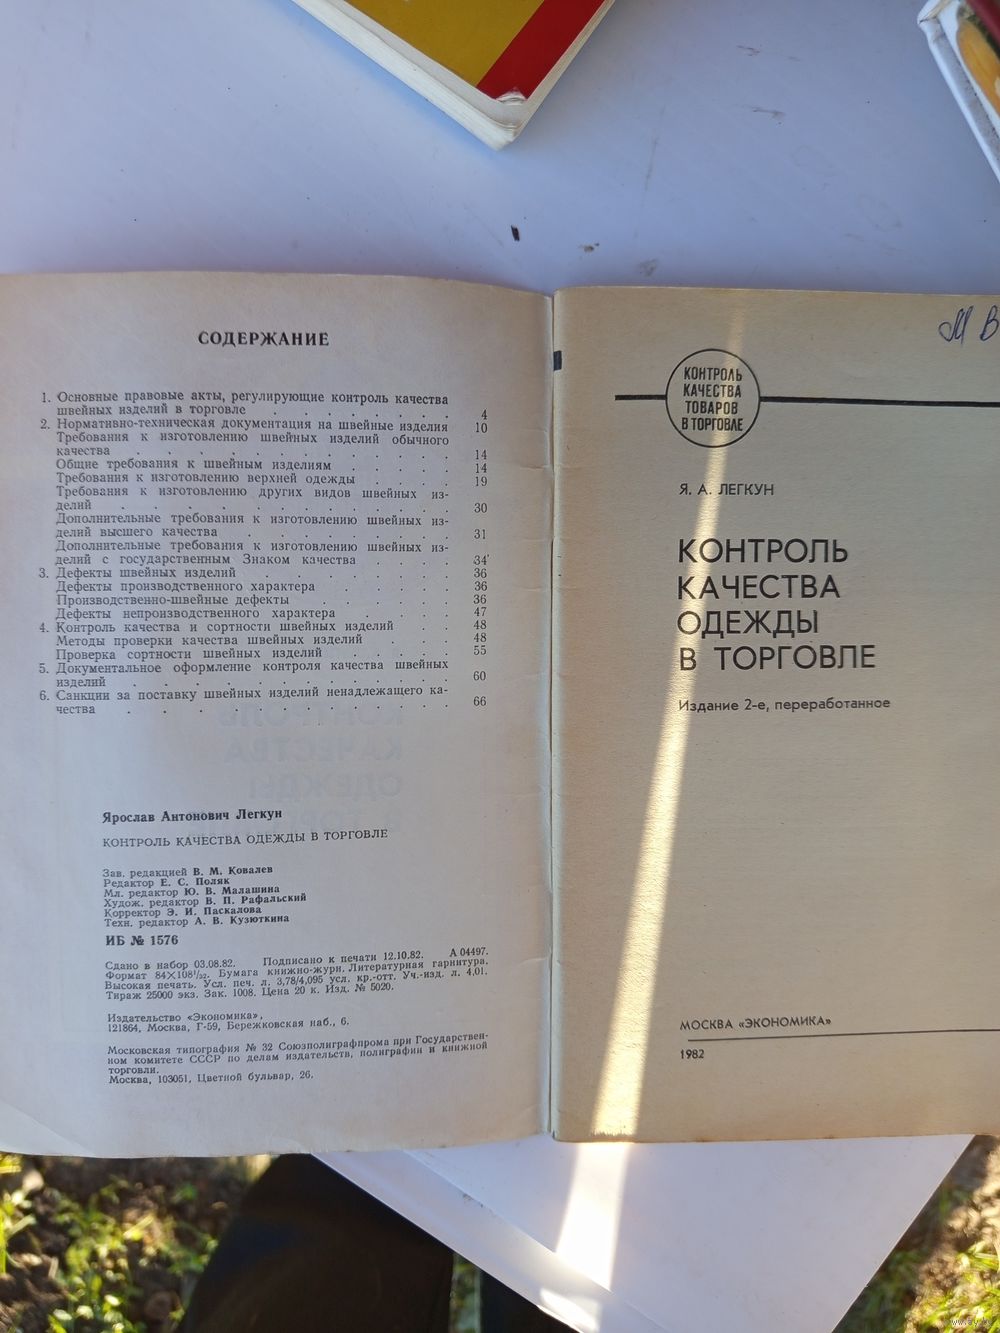 СОДЕРЖАНИЕ
1. Основные правовые акты, регулирующие контроль качества
швейных изделий в торговле . . . . . . . . 4
2. Нормативно-техническая документация на швейные изделия 10
Требования к изготовлению швейных изделий обычного
качества . . . . . . . . . . . . 14
Общие требования к швейным изделиям . . . . 14
Требования к изготовлению верхней одежды . . . . 19
Требования к изготовлению других видов швейных из-
делий . . . . . . . . . . . . . 30
Дополнительные требования к изготовлению швейных из-
делий высшего качества . . . . . . . . 31
Дополнительные требования к изготовлению швейных из-
делий с государственным Знаком качества . . . . 34
3. Дефекты швейных изделий . . . . . . . . 36
Дефекты производственного характера . . . . . 36
Производственно-швейные дефекты . . . . . . 36
Дефекты непроизводственного характера . . . . 47
4. Контроль качества и сортности швейных изделий . . 48
Методы проверки качества швейных изделий . . . 48
Проверка сортности швейных изделий . . . . . 55
5. Документальное оформление контроля качества швейных
изделий . . . . . . . . . . . . 60
6. Санкции за поставку швейных изделий ненадлежащего ка-
чества . . . . . . . . . . . . . 66
Ярослав Антонович Легкун
КОНТРОЛЬ КАЧЕСТВА ОДЕЖДЫ В ТОРГОВЛЕ
Зав. редакцией В. М. Ковалев
Редактор Е. С. Поляк
Мл. редактор Ю. В. Малашина
Худож. редактор В. П. Рафальский
Корректор Э. И. Паскалова
Техн. редактор А. В. Кузюткина
ИБ № 1576
Сдано в набор 03.08.82. Подписано к печати 12.10.82. А 04497.
Формат 84×108¹/₃₂. Бумага книжно-журн. Литературная гарнитура.
Высокая печать. Усл. печ. л. 3,78/4,095 усл. кр.-отт. Уч.-изд. л. 4,01.
Тираж 25000 экз. Зак. 1008. Цена 20 к. Изд. № 5020.
Издательство «Экономика»,
121864, Москва, Г-59, Бережковская наб., 6.
Московская типография № 32 Союзполиграфпрома при Государствен-
ном комитете СССР по делам издательств, полиграфии и книжной
торговли.
Москва, 103051, Цветной бульвар, 26.
М В
КОНТРОЛЬ
КАЧЕСТВА
ТОВАРОВ
В ТОРГОВЛЕ
Я. А. ЛЕГКУН
КОНТРОЛЬ
КАЧЕСТВА
ОДЕЖДЫ
В ТОРГОВЛЕ
Издание 2-е, переработанное
МОСКВА «ЭКОНОМИКА»
1982